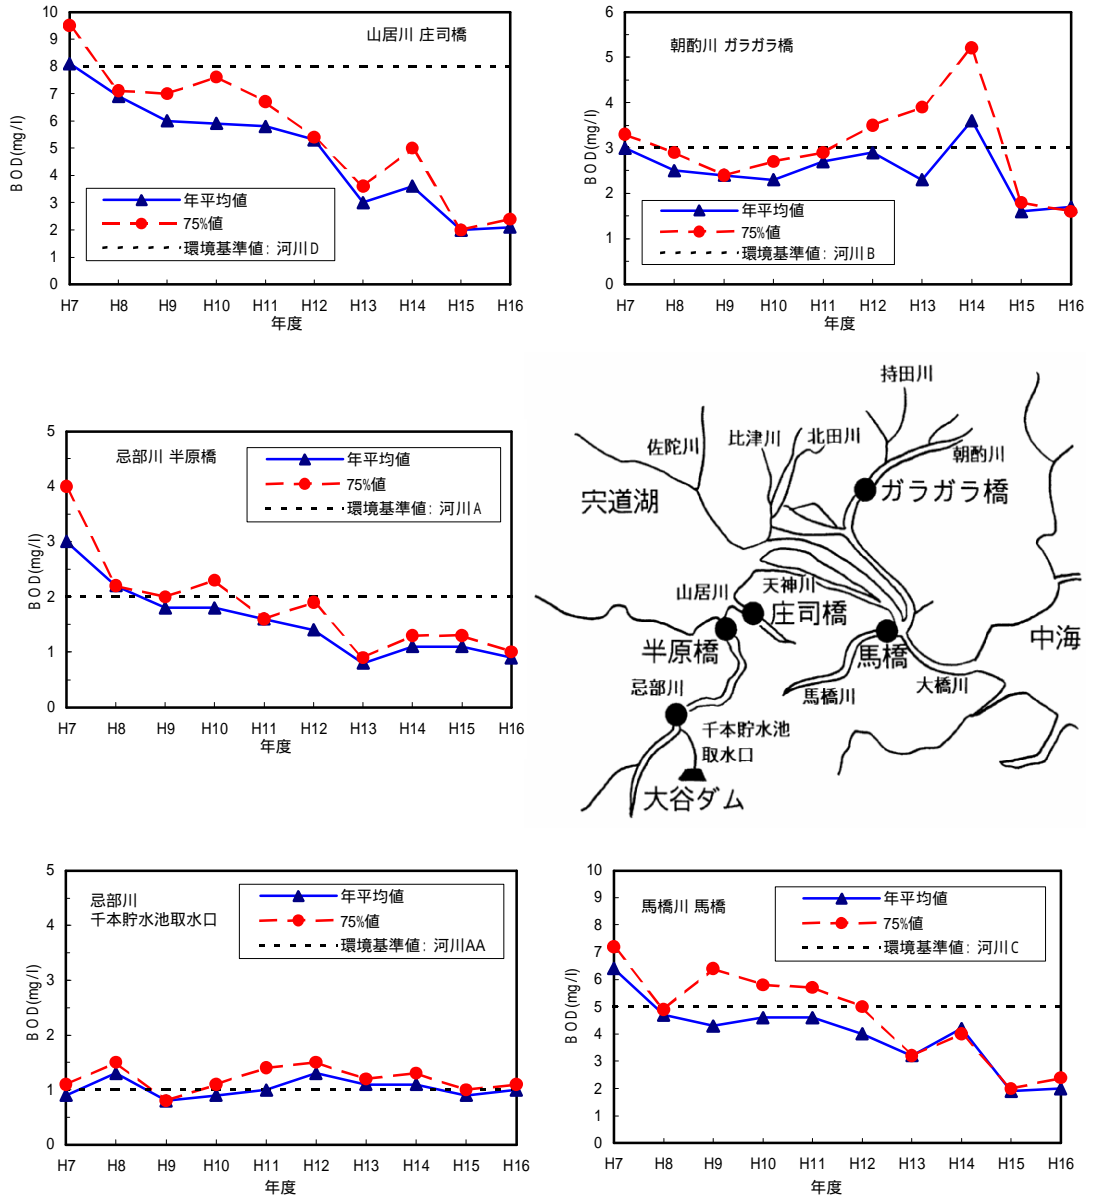 山居川 庄司橋
BOD(mg/l)
10
9
8
7
6
5
4
3
2
1
0
年平均値
75%値
環境基準値：河川D
H7 H8 H9 H10 H11 H12 H13 H14 H15 H16
年度
朝酌川 ガラガラ橋
BOD(mg/l)
6
5
4
3
2
1
0
年平均値
75%値
環境基準値：河川B
H7 H8 H9 H10 H11 H12 H13 H14 H15 H16
年度
忌部川 半原橋
BOD(mg/l)
5
4
3
2
1
0
年平均値
75%値
環境基準値：河川A
H7 H8 H9 H10 H11 H12 H13 H14 H15 H16
年度
持田川
佐陀川
比津川
北田川
朝酌川
宍道湖
ガラガラ橋
山居川
天神川
庄司橋
半原橋
馬橋
中海
忌部川
馬橋川
大橋川
千本貯水池
取水口
大谷ダム
忌部川
千本貯水池取水口
BOD(mg/l)
5
4
3
2
1
0
年平均値
75%値
環境基準値：河川AA
H7 H8 H9 H10 H11 H12 H13 H14 H15 H16
年度
馬橋川 馬橋
BOD(mg/l)
10
9
8
7
6
5
4
3
2
1
0
年平均値
75%値
環境基準値：河川C
H7 H8 H9 H10 H11 H12 H13 H14 H15 H16
年度